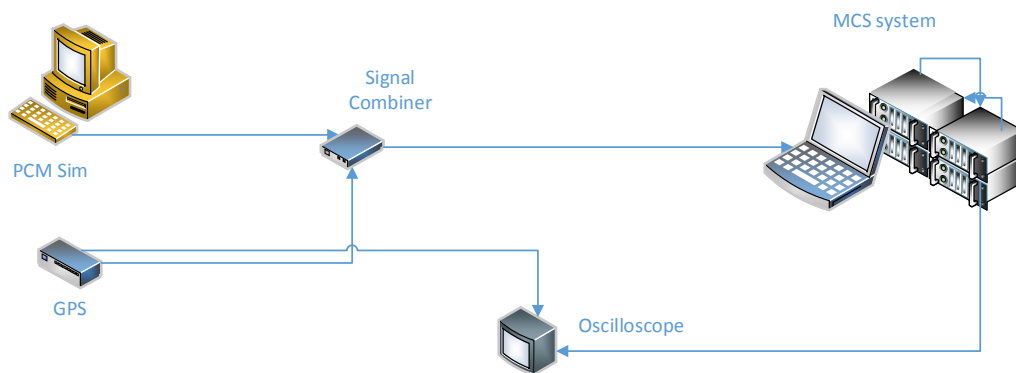 MCS system
Signal
Combiner
PCM Sim
GPS
Oscilloscope